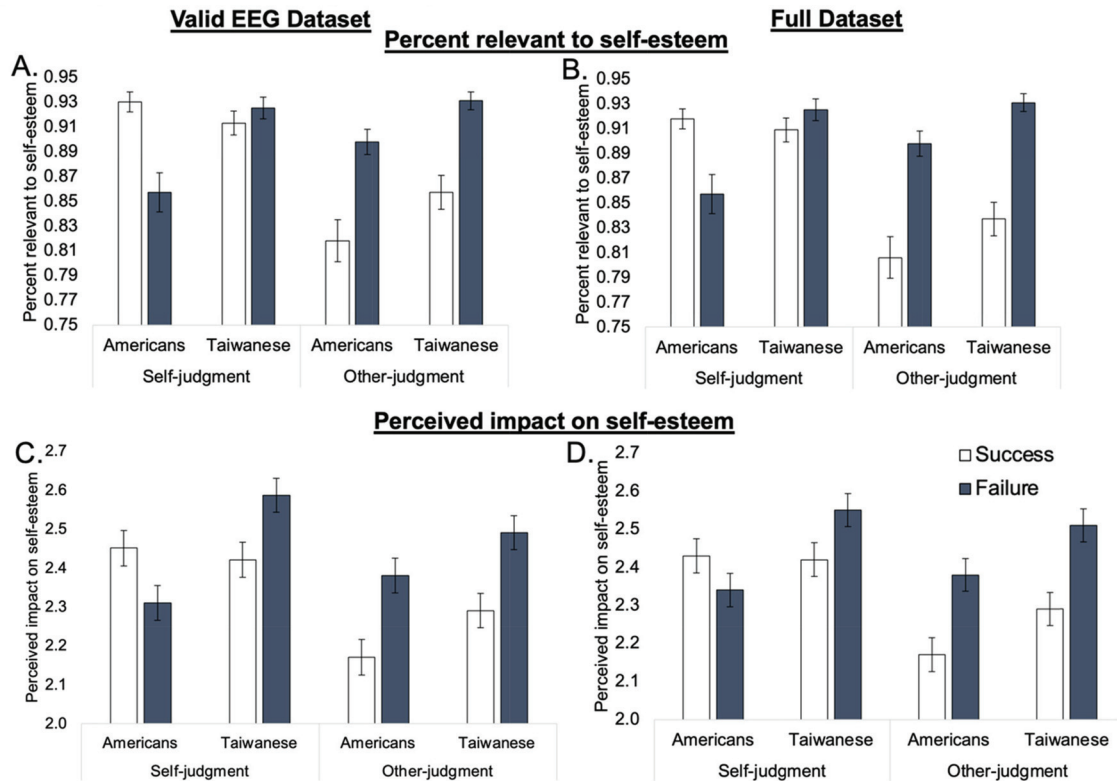 Valid EEG Dataset
Full Dataset
Percent relevant to self-esteem
A.
Percent relevant to self-esteem
0.95
0.93
0.91
0.89
0.87
0.85
0.83
0.81
0.79
0.77
0.75
Americans Taiwanese Americans Taiwanese
Self-judgment Other-judgment
B.
Percent relevant to self-esteem
0.95
0.93
0.91
0.89
0.87
0.85
0.83
0.81
0.79
0.77
0.75
Americans Taiwanese Americans Taiwanese
Self-judgment Other-judgment
Perceived impact on self-esteem
C.
Perceived impact on self-esteem
2.7
2.6
2.5
2.4
2.3
2.2
2.1
2.0
Americans Taiwanese Americans Taiwanese
Self-judgment Other-judgment
D.
Perceived impact on self-esteem
2.7
2.6
2.5
2.4
2.3
2.2
2.1
2.0
Success
Failure
Americans Taiwanese Americans Taiwanese
Self-judgment Other-judgment